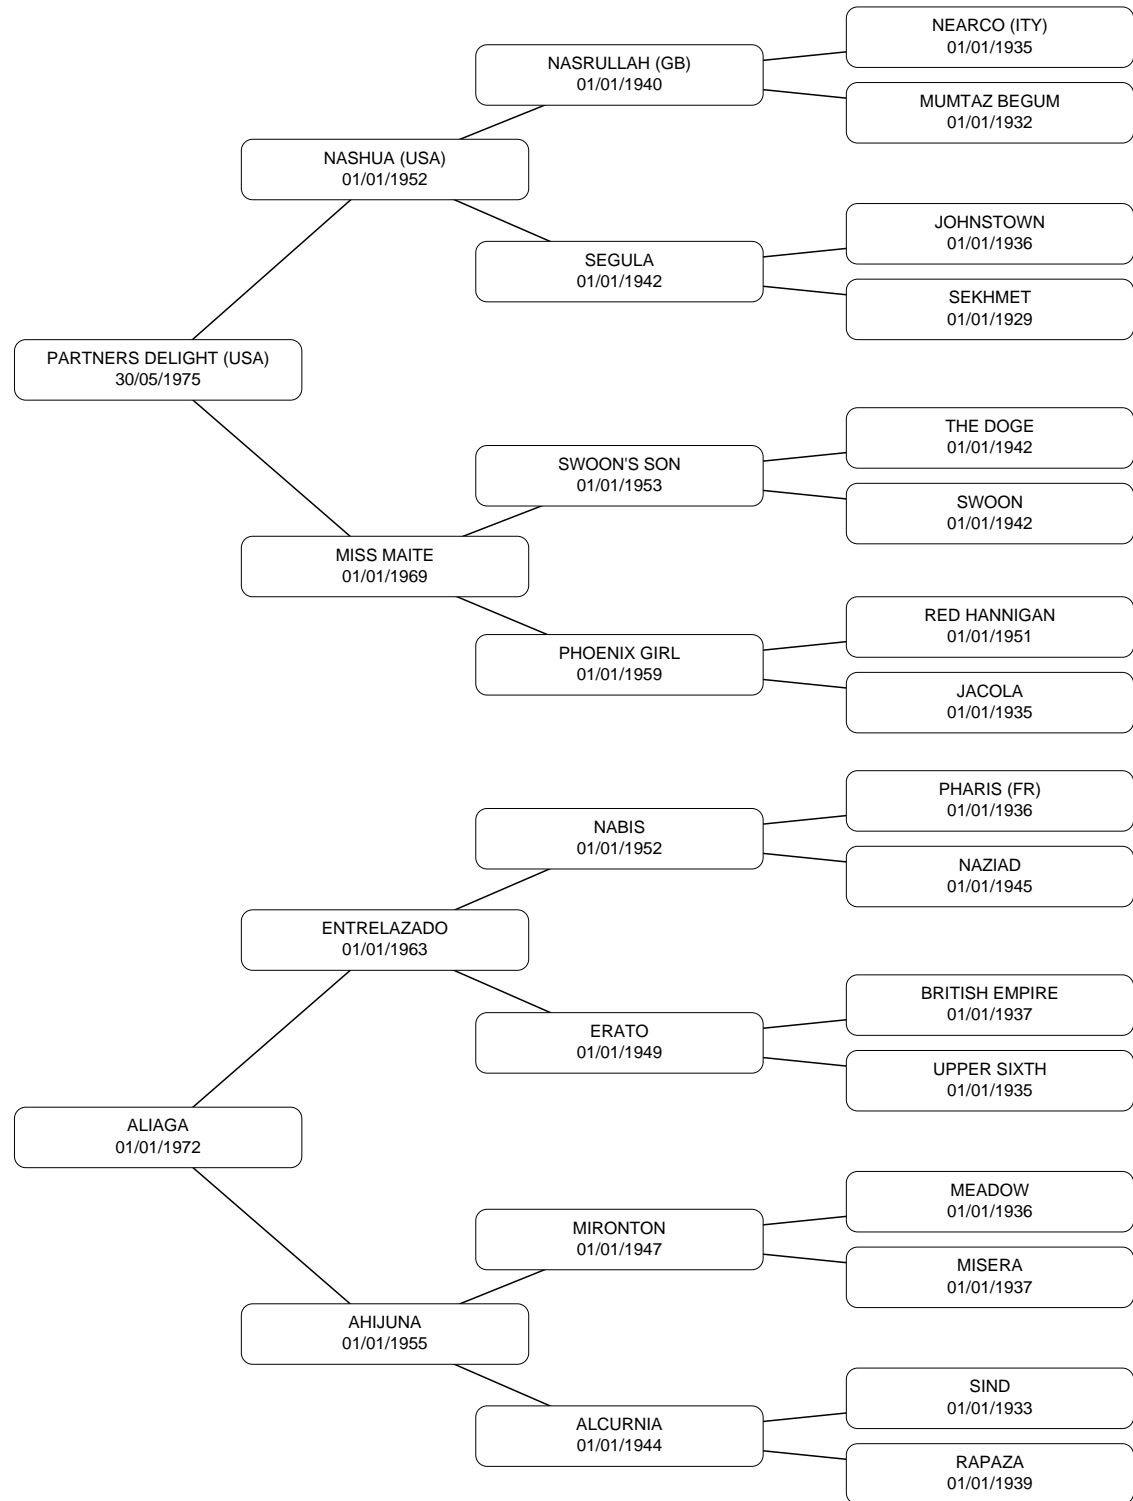 NEARCO (ITY)
01/01/1935
NASRULLAH (GB)
01/01/1940
MUMTAZ BEGUM
01/01/1932
NASHUA (USA)
01/01/1952
JOHNSTOWN
01/01/1936
SEGULA
01/01/1942
SEKHMET
01/01/1929
PARTNERS DELIGHT (USA)
30/05/1975
THE DOGE
01/01/1942
SWOON'S SON
01/01/1953
SWOON
01/01/1942
MISS MAITE
01/01/1969
RED HANNIGAN
01/01/1951
PHOENIX GIRL
01/01/1959
JACOLA
01/01/1935
PHARIS (FR)
01/01/1936
NABIS
01/01/1952
NAZIAD
01/01/1945
ENTRELAZADO
01/01/1963
BRITISH EMPIRE
01/01/1937
ERATO
01/01/1949
UPPER SIXTH
01/01/1935
ALIAGA
01/01/1972
MEADOW
01/01/1936
MIRONTON
01/01/1947
MISERA
01/01/1937
AHIJUNA
01/01/1955
SIND
01/01/1933
ALCURNIA
01/01/1944
RAPAZA
01/01/1939